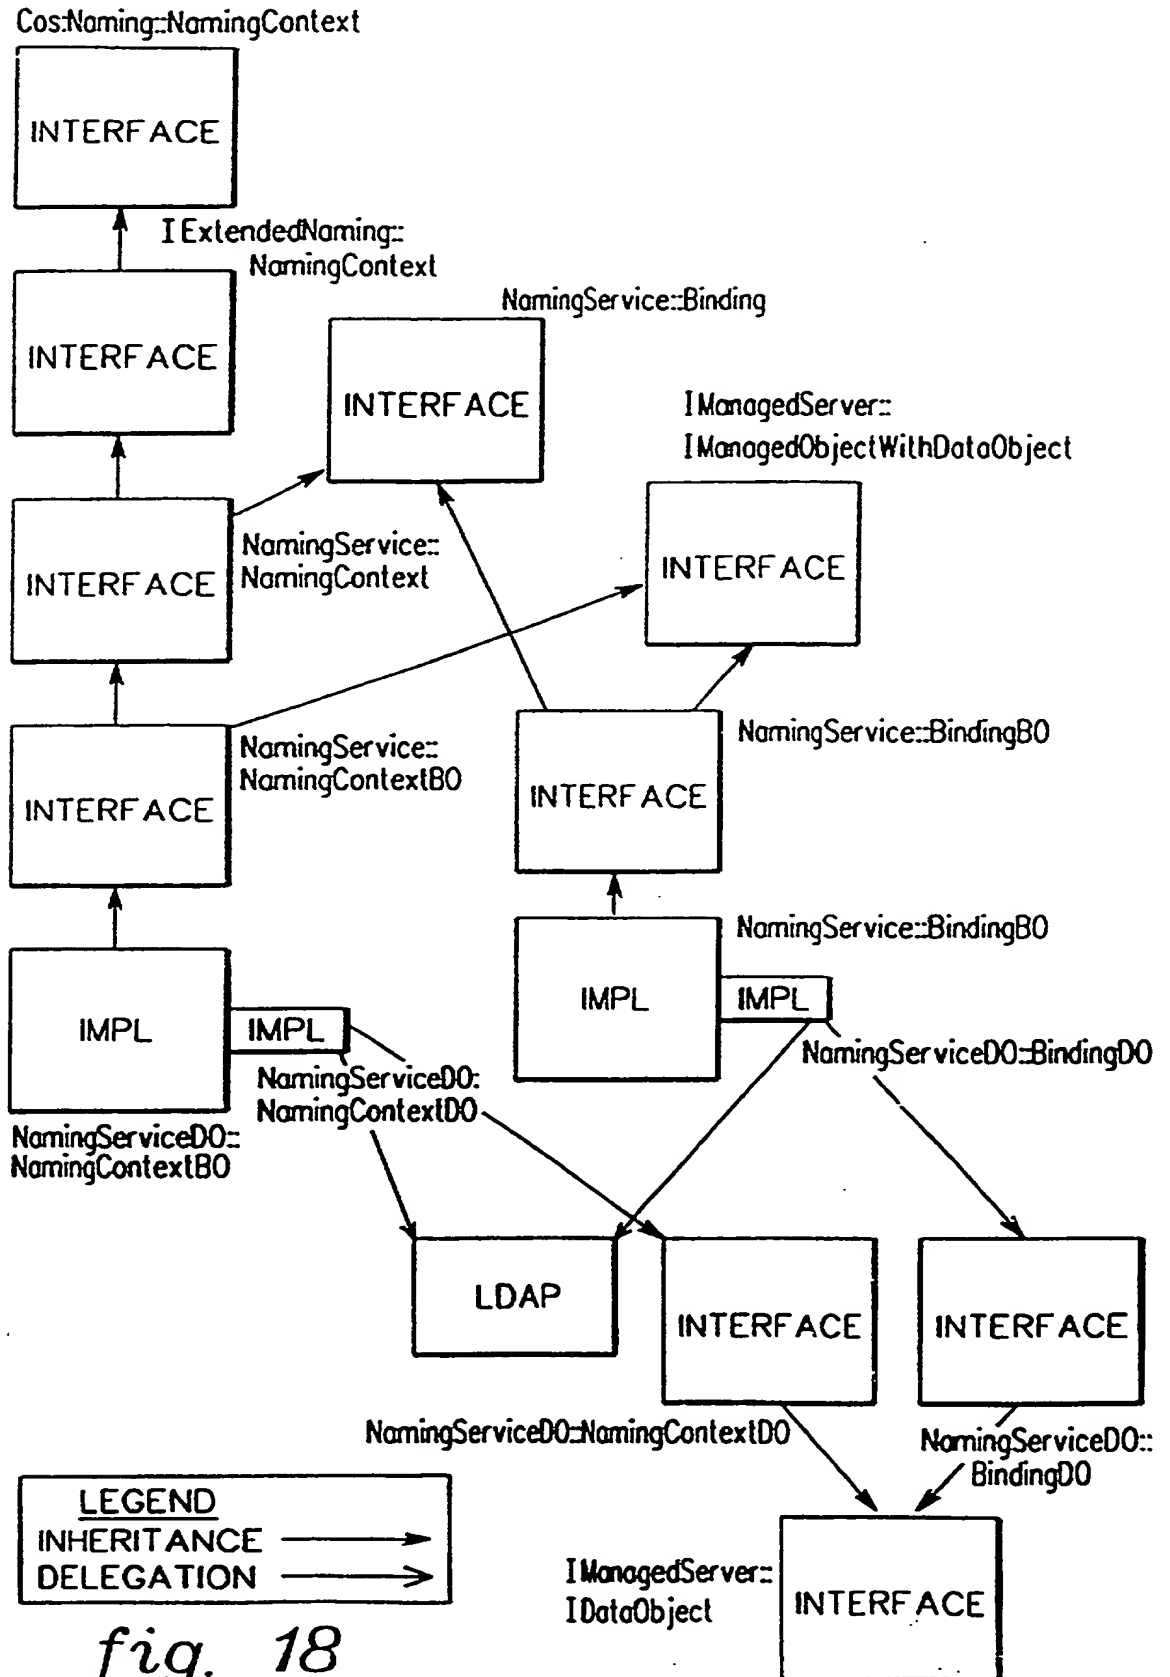 Cos:Naming::NamingContext
INTERFACE
IExtendedNaming::
NamingContext
INTERFACE
NamingService::Binding
INTERFACE
IManagedServer::
IManagedObjectWithDataObject
INTERFACE
NamingService::
NamingContext
INTERFACE
NamingService::
NamingContextBO
INTERFACE
NamingService::BindingBO
INTERFACE
NamingService::BindingBO
IMPL
IMPL
IMPL
IMPL
NamingServiceDO::BindingDO
NamingServiceDO:
NamingContextDO
NamingServiceDO::
NamingContextBO
LDAP
INTERFACE
INTERFACE
NamingServiceDO::NamingContextDO
NamingServiceDO::
BindingDO
LEGEND
INHERITANCE
DELEGATION
IManagedServer::
IDataObject
INTERFACE
fig. 18